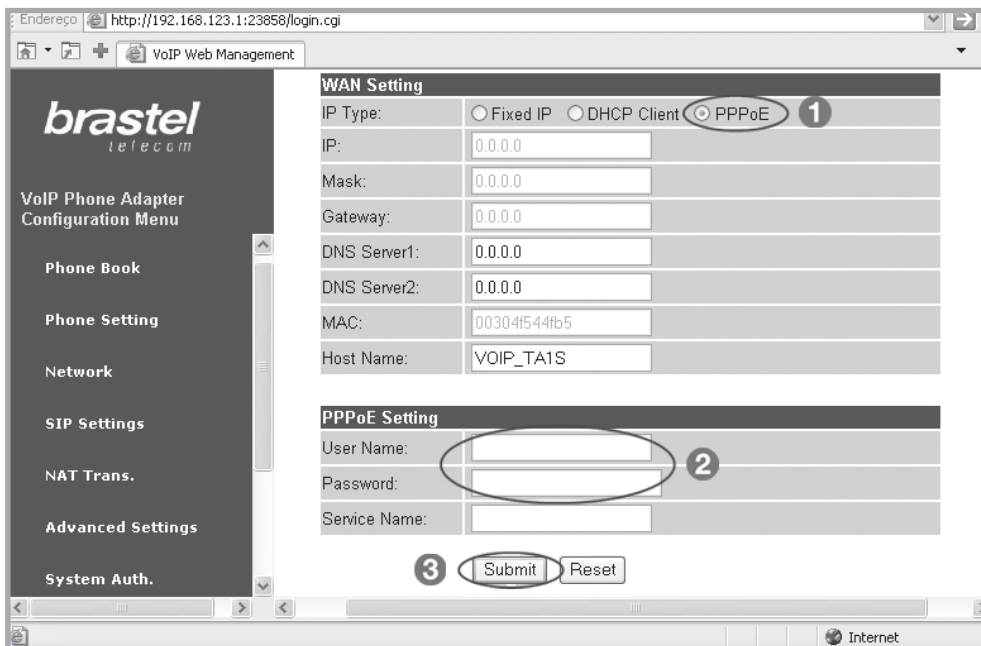 Endereço http://192.168.123.1:23858/login.cgi
VoIP Web Management
brastel
telecom
VoIP Phone Adapter
Configuration Menu
Phone Book
Phone Setting
Network
SIP Settings
NAT Trans.
Advanced Settings
System Auth.
WAN Setting
IP Type: Fixed IP DHCP Client PPPoE 1
IP: 0.0.0.0
Mask: 0.0.0.0
Gateway: 0.0.0.0
DNS Server1: 0.0.0.0
DNS Server2: 0.0.0.0
MAC: 00304f544fb5
Host Name: VOIP_TA1S
PPPoE Setting
User Name:
2
Password:
Service Name:
3 Submit Reset
Internet